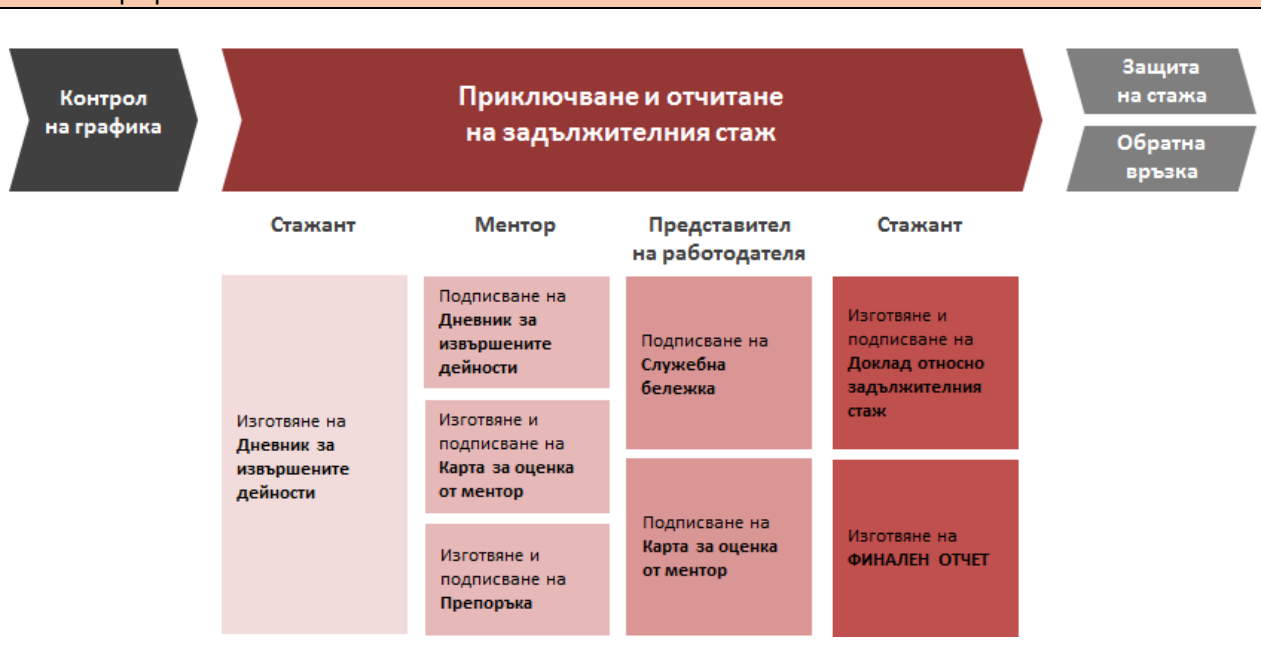 Контрол
на графика
Приключване и отчитане
на задължителния стаж
Защита
на стажа
Обратна
връзка
Стажант
Ментор
Представител
на работодателя
Стажант
Изготвяне на
Дневник за
извършените
дейности
Подписване на
Дневник за
извършените
дейности
Изготвяне и
подписване на
Карта за оценка
от ментор
Изготвяне и
подписване на
Препоръка
Подписване на
Служебна
бележка
Подписване на
Карта за оценка
от ментор
Изготвяне и
подписване на
Доклад относно
задължителния
стаж
Изготвяне на
ФИНАЛЕН ОТЧЕТ